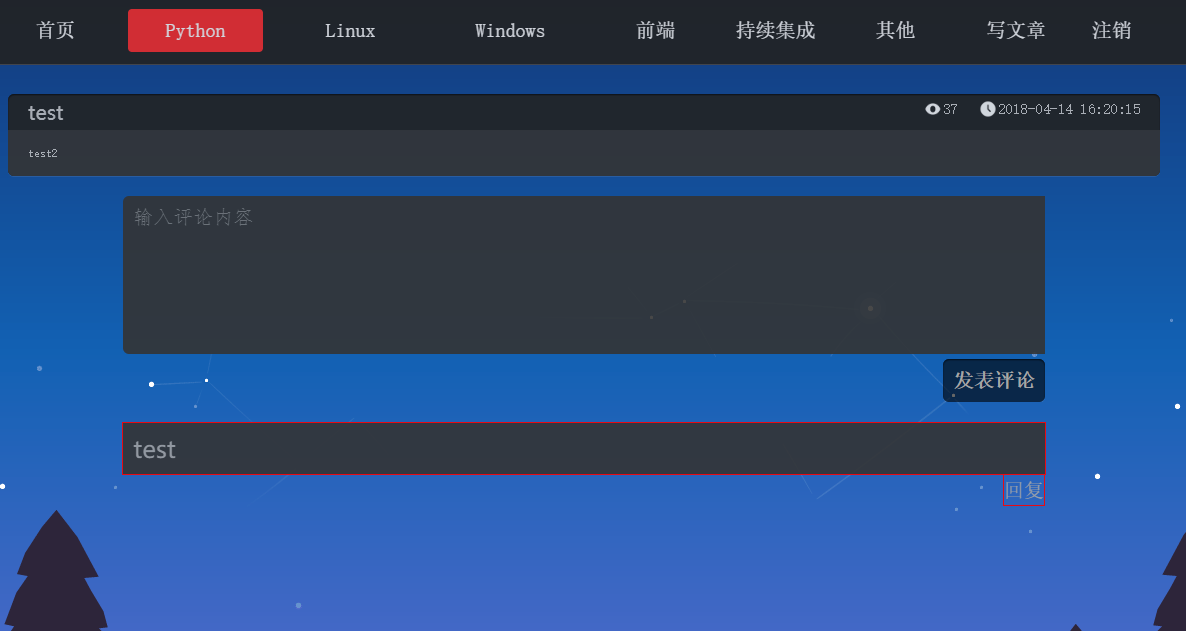 首页 Python Linux Windows 前端 持续集成 其他 写文章 注销
test 37 2018-04-14 16:20:15
test2
输入评论内容
发表评论
test
回复